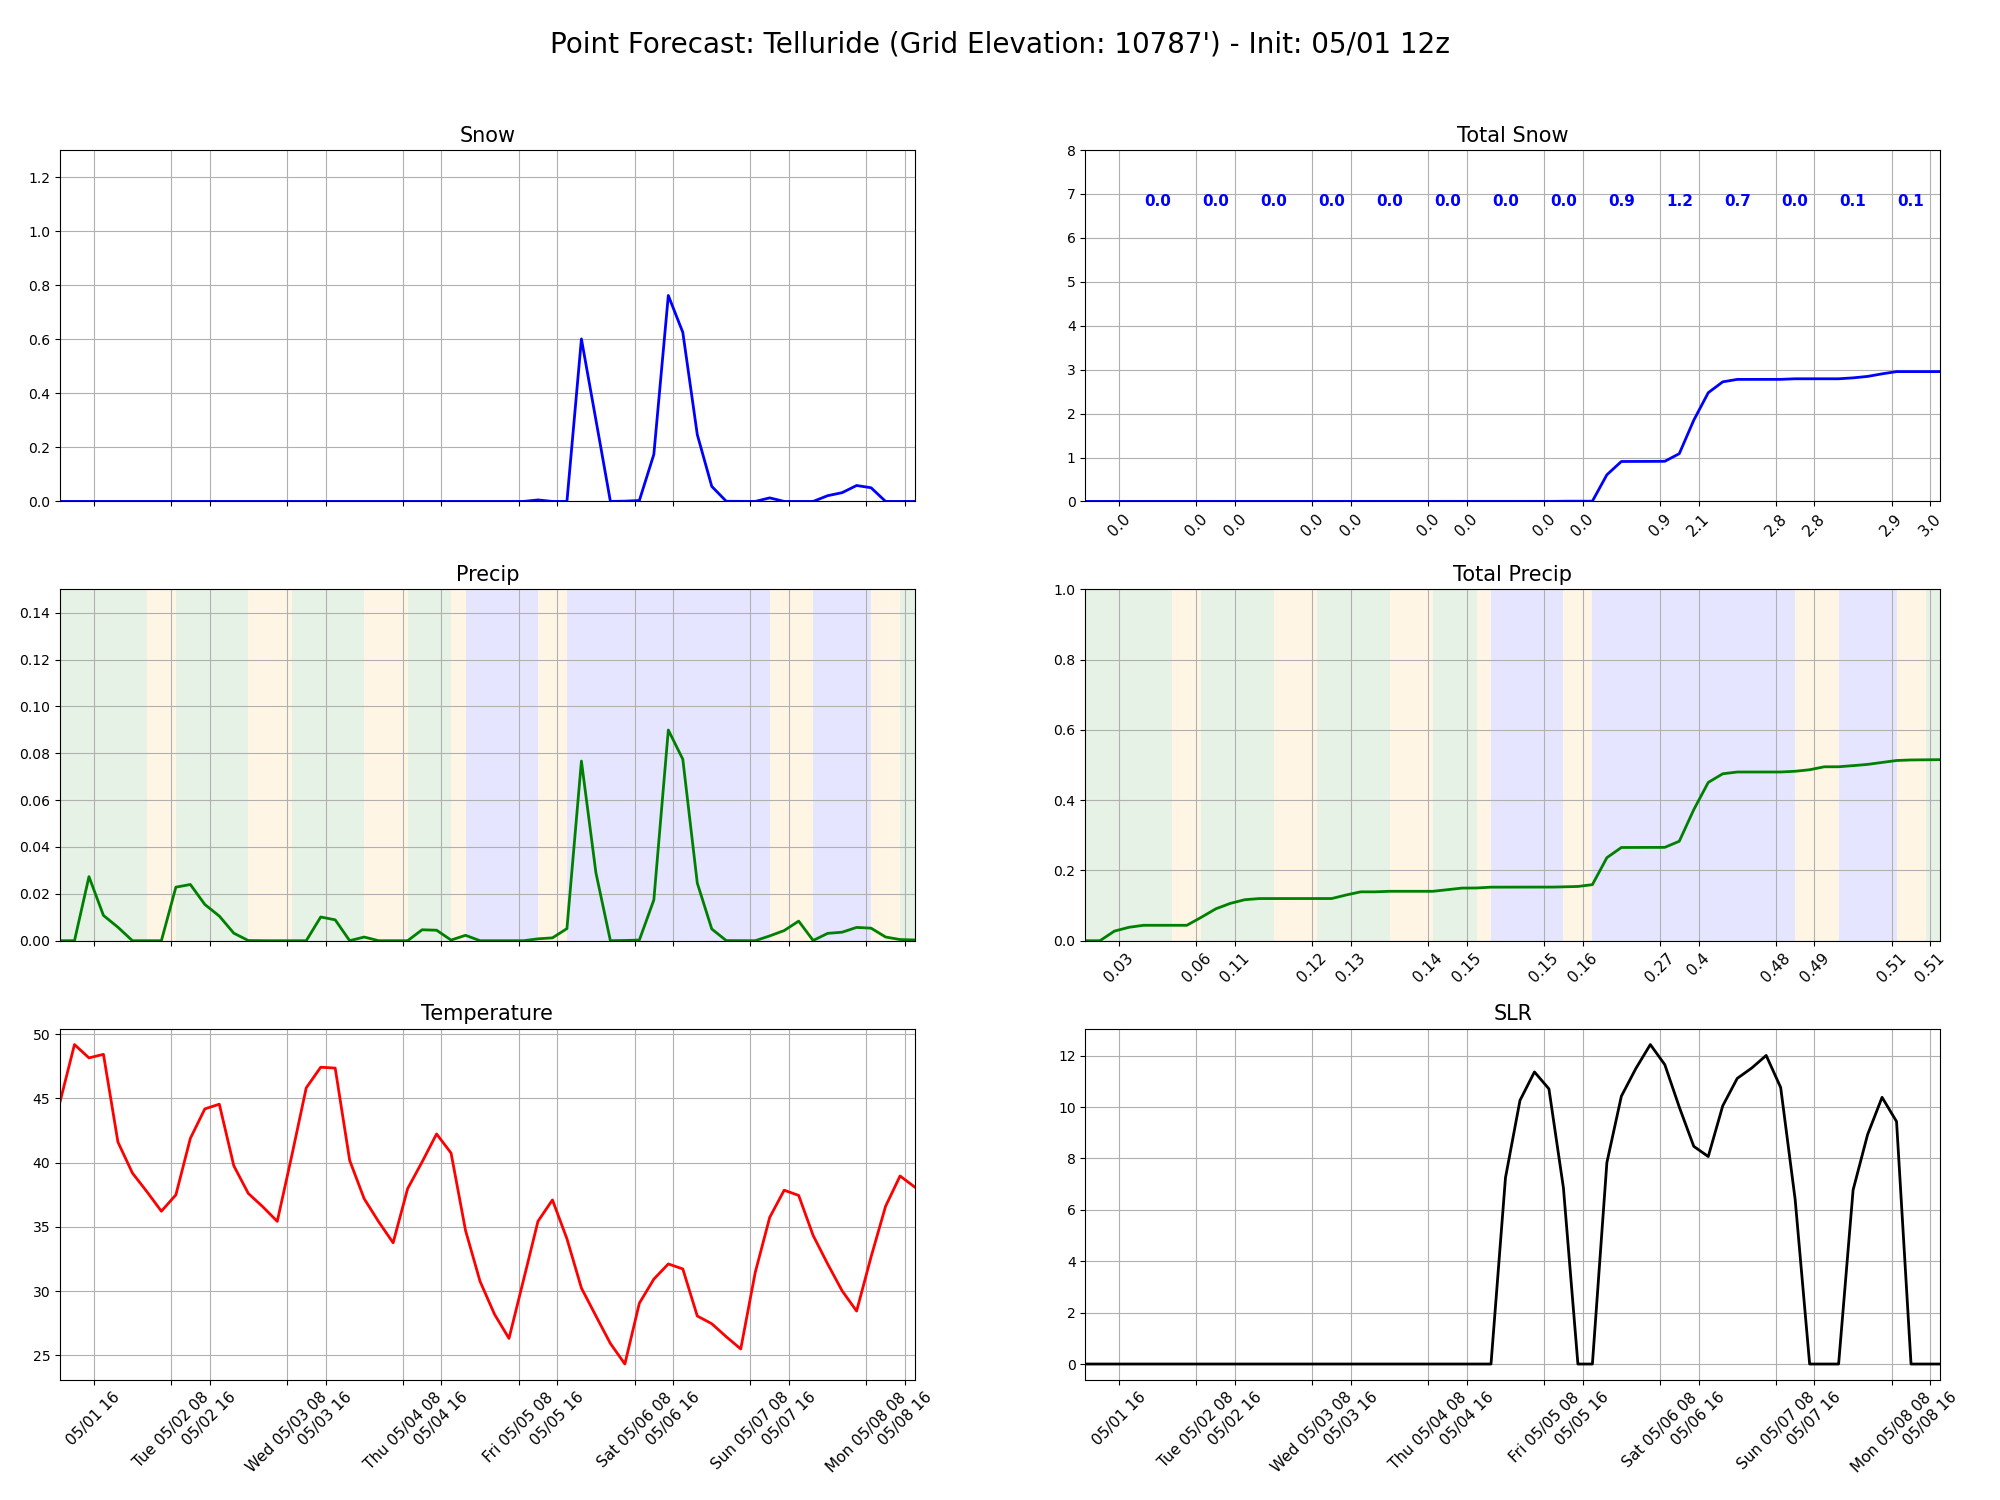 Point Forecast: Telluride (Grid Elevation: 10787') - Init: 05/01 12z
Snow
1.2
1.0
0.8
0.6
0.4
0.2
0.0
Total Snow
8
7
6
5
4
3
2
1
0
0.0 0.0 0.0 0.0 0.0 0.0 0.0 0.0 0.9 1.2 0.7 0.0 0.1 0.1
0.0 0.0 0.0 0.0 0.0 0.0 0.0 0.0 0.0 0.9 2.1 2.8 2.8 2.9 3.0
Precip
0.14
0.12
0.10
0.08
0.06
0.04
0.02
0.00
Total Precip
1.0
0.8
0.6
0.4
0.2
0.0
0.03 0.06 0.11 0.12 0.13 0.14 0.15 0.15 0.16 0.27 0.4 0.48 0.49 0.51 0.51
Temperature
50
45
40
35
30
25
05/01 16
Tue 05/02 08
05/02 16
Wed 05/03 08
05/03 16
Thu 05/04 08
05/04 16
Fri 05/05 08
05/05 16
Sat 05/06 08
05/06 16
Sun 05/07 08
05/07 16
Mon 05/08 08
05/08 16
SLR
12
10
8
6
4
2
0
05/01 16
Tue 05/02 08
05/02 16
Wed 05/03 08
05/03 16
Thu 05/04 08
05/04 16
Fri 05/05 08
05/05 16
Sat 05/06 08
05/06 16
Sun 05/07 08
05/07 16
Mon 05/08 08
05/08 16